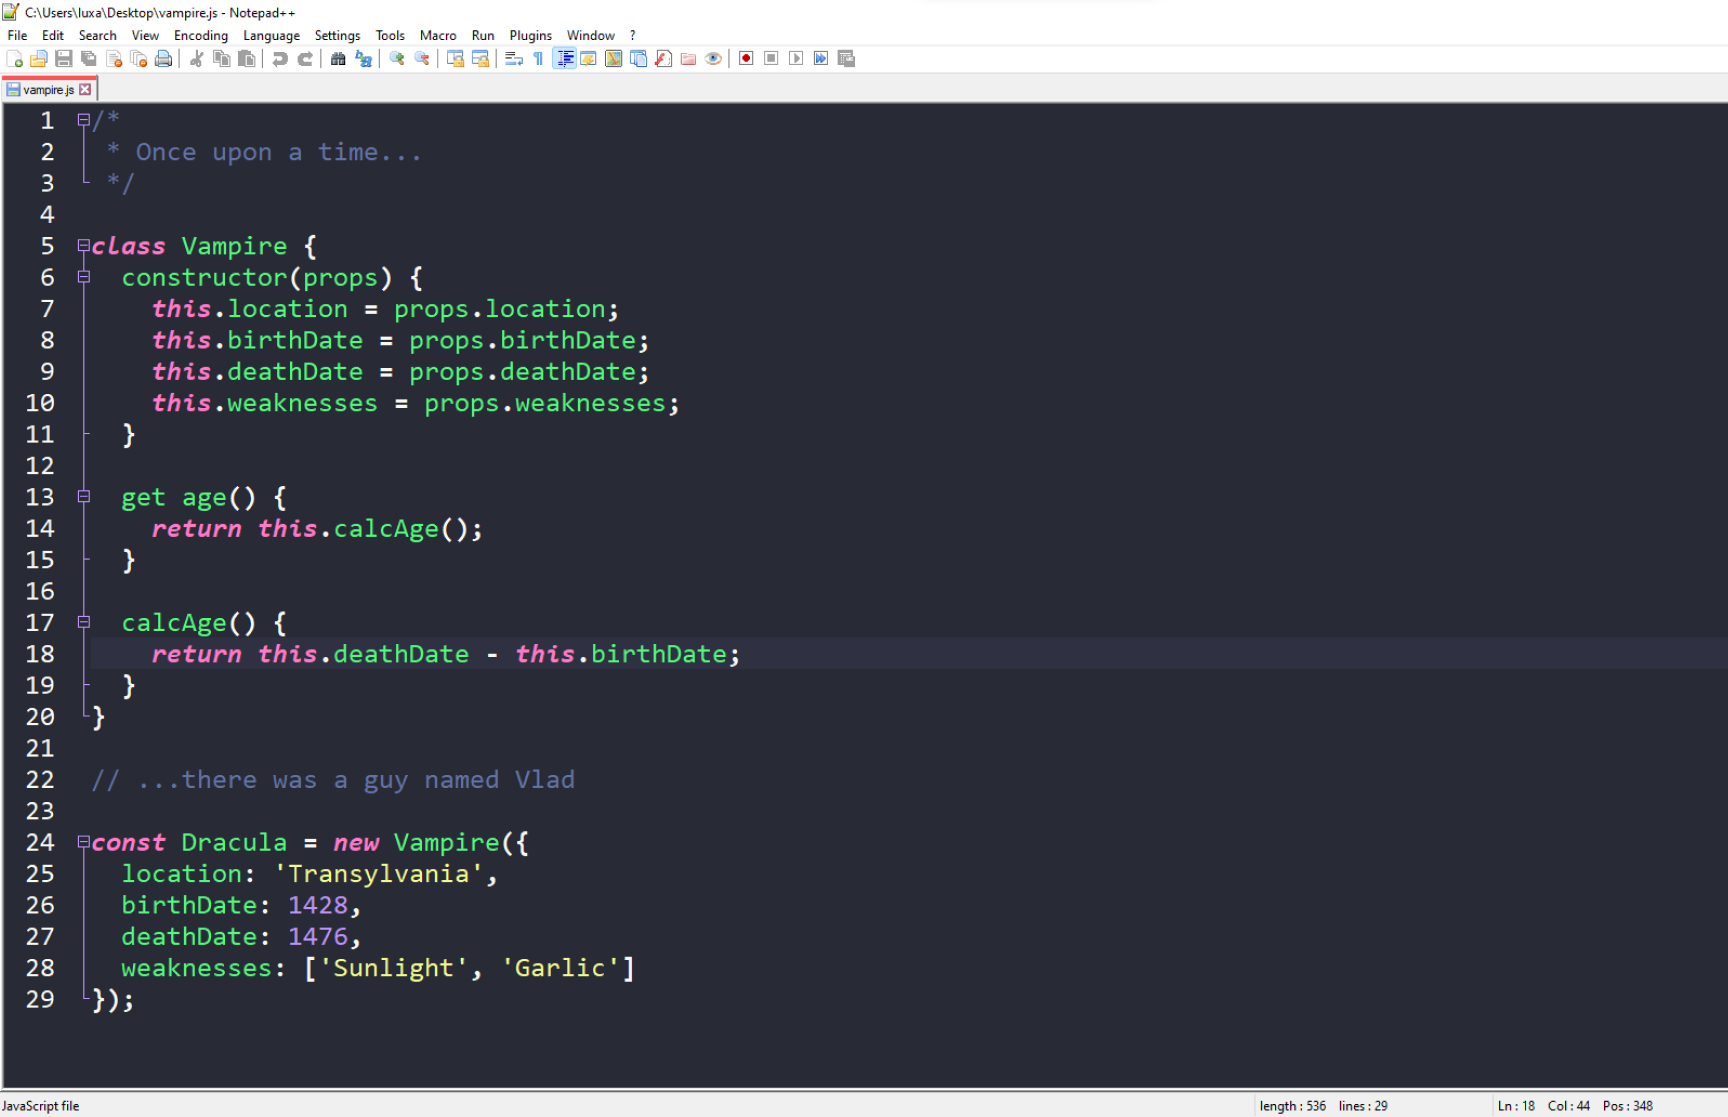 C:\Users\luxa\Desktop\vampire.js - Notepad++
File Edit Search View Encoding Language Settings Tools Macro Run Plugins Window ?
vampire.js
1 /*
2  * Once upon a time...
3  */
4
5 class Vampire {
6   constructor(props) {
7     this.location = props.location;
8     this.birthDate = props.birthDate;
9     this.deathDate = props.deathDate;
10     this.weaknesses = props.weaknesses;
11   }
12
13   get age() {
14     return this.calcAge();
15   }
16
17   calcAge() {
18     return this.deathDate - this.birthDate;
19   }
20 }
21
22 // ...there was a guy named Vlad
23
24 const Dracula = new Vampire({
25   location: 'Transylvania',
26   birthDate: 1428,
27   deathDate: 1476,
28   weaknesses: ['Sunlight', 'Garlic']
29 });
JavaScript file length : 536 lines : 29 Ln : 18 Col : 44 Pos : 348